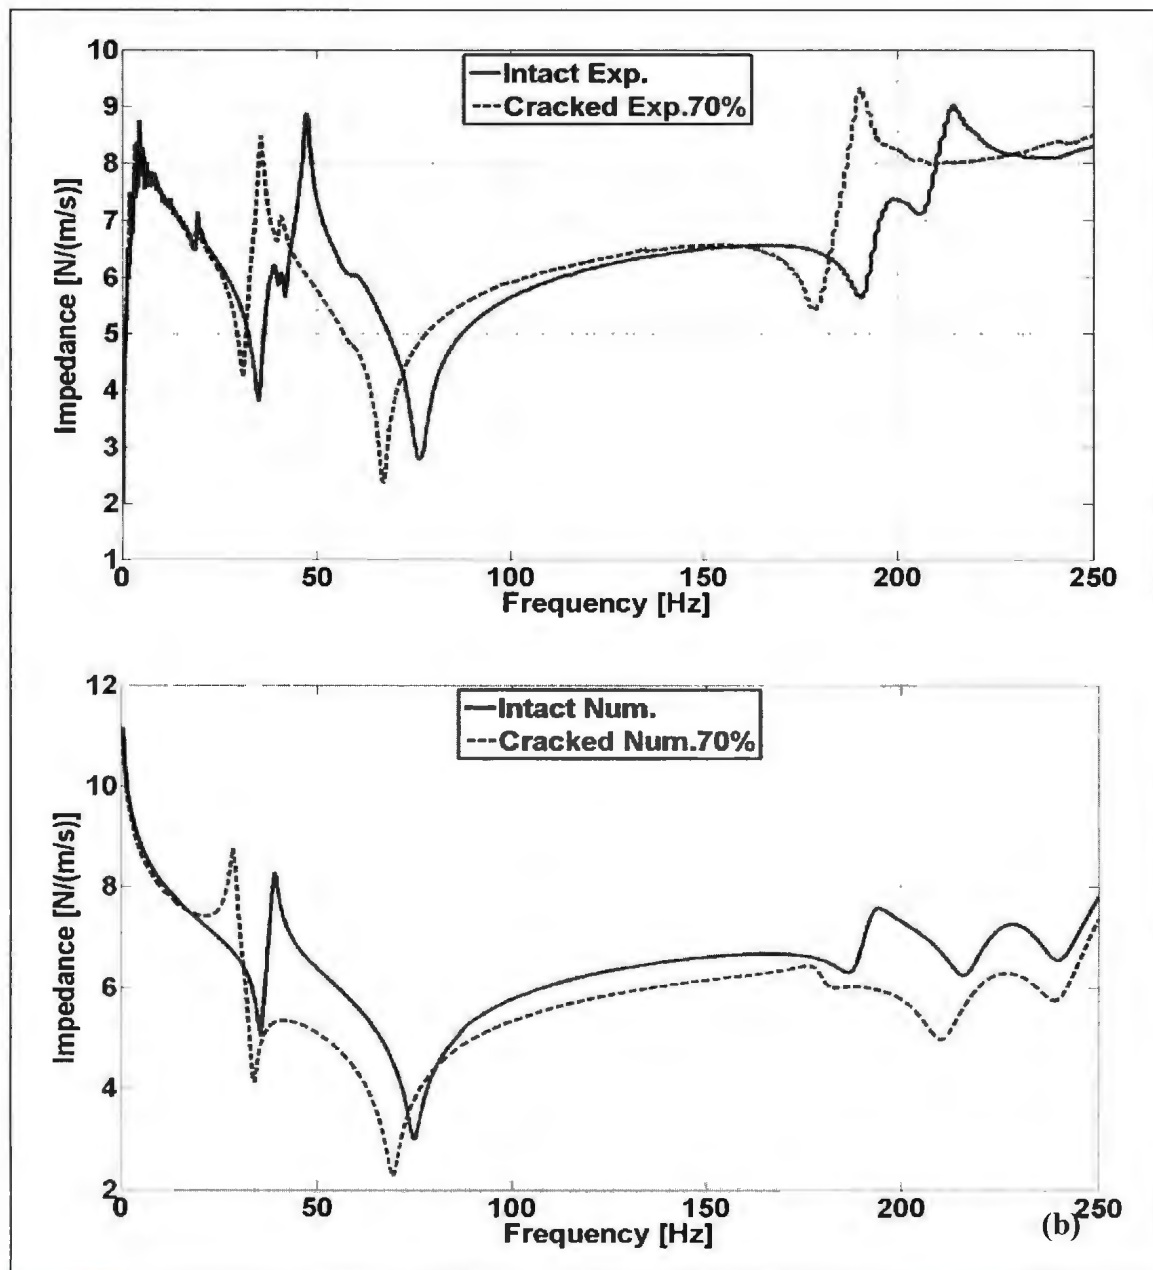 10
9
8
7
6
5
4
3
2
1
Impedance [N/(m/s)]
Intact Exp.
Cracked Exp.70%
0 50 100 150 200 250
Frequency [Hz]
12
10
8
6
4
2
Impedance [N/(m/s)]
Intact Num.
Cracked Num.70%
0 50 100 150 200 250
Frequency [Hz]
(b)